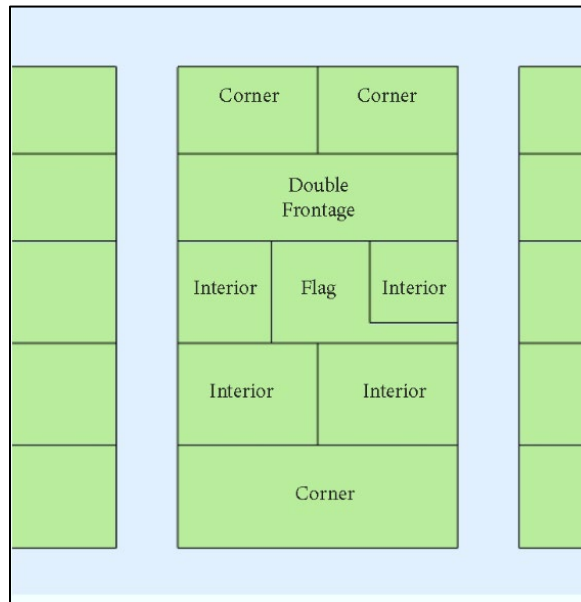 Corner
Corner
Double
Frontage
Interior
Flag
Interior
Interior
Interior
Corner